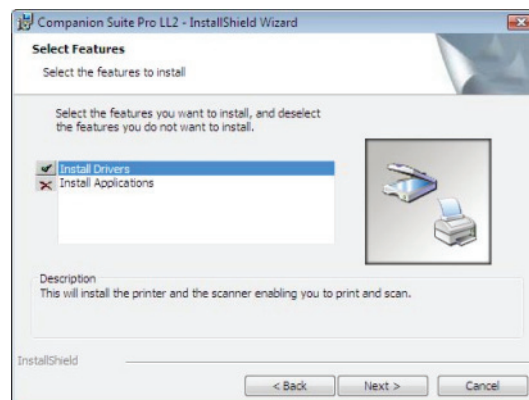 Companion Suite Pro LL2 - InstallShield Wizard
Select Features
Select the features to install
Select the features you want to install, and deselect
the features you do not want to install.
Install Drivers
Install Applications
Description
This will install the printer and the scanner enabling you to print and scan.
InstallShield
< Back
Next >
Cancel